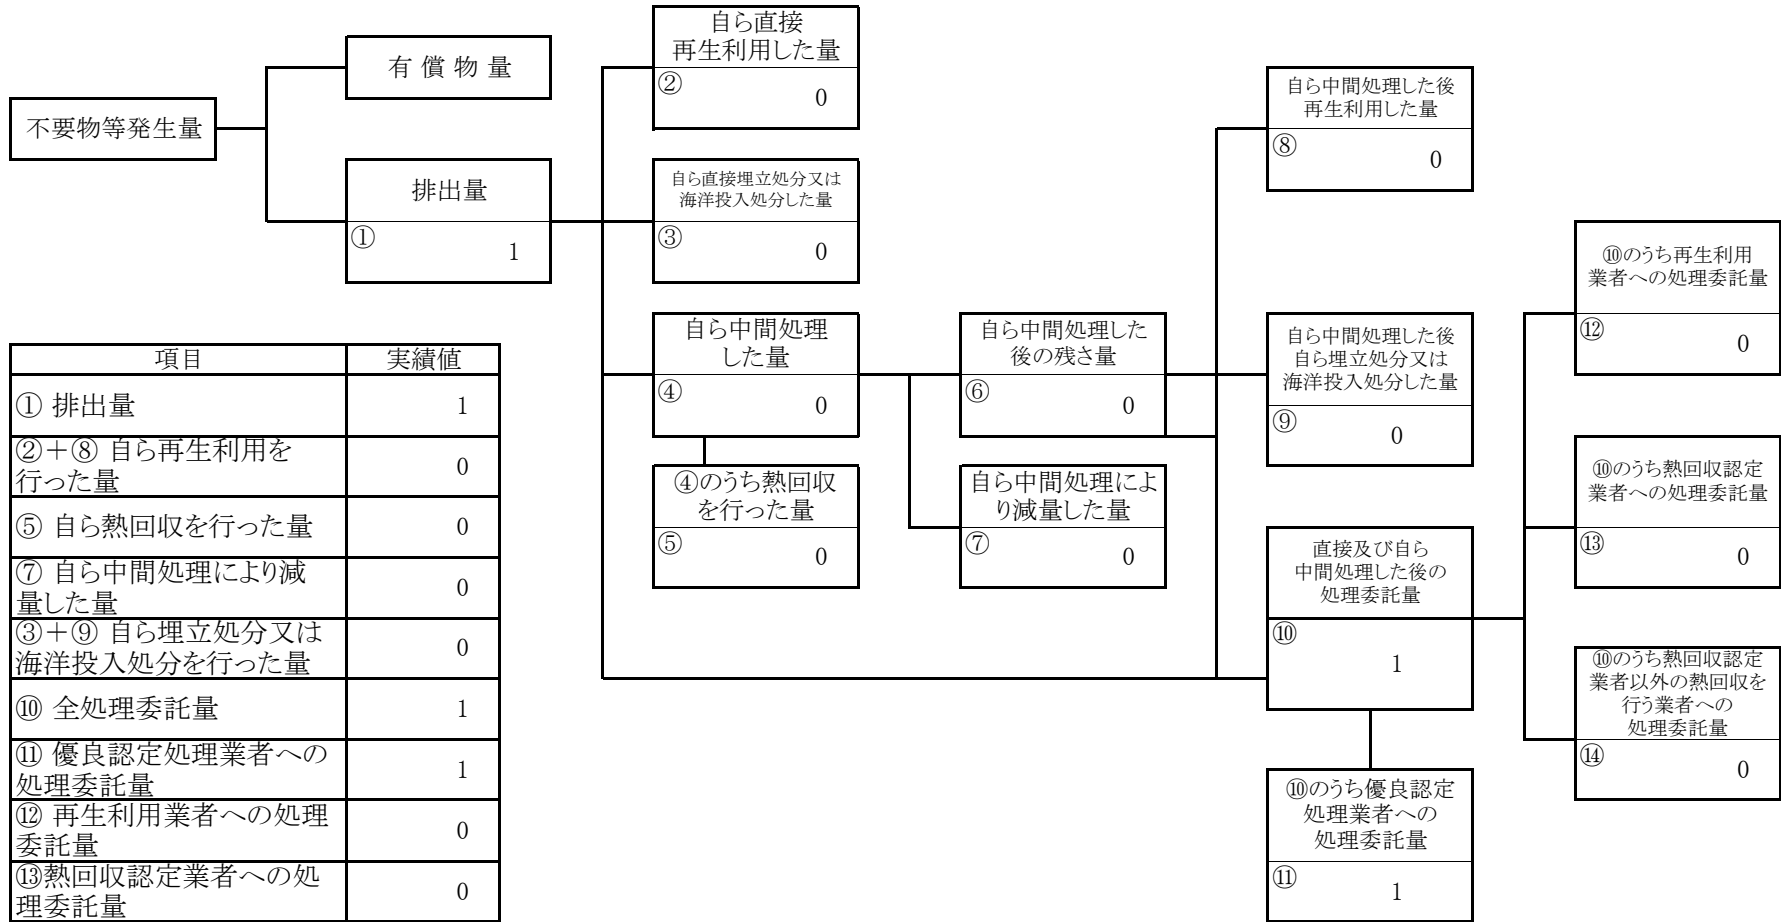 自ら直接
再生利用した量
②
0
有 償 物 量
不要物等発生量
自ら中間処理した後
再生利用した量
⑧
0
排出量
①
1
自ら直接埋立処分又は
海洋投入処分した量
③
0
⑩のうち再生利用
業者への処理委託量
⑫
0
自ら中間処理
した量
④
0
自ら中間処理した
後の残さ量
⑥
0
自ら中間処理した後
自ら埋立処分又は
海洋投入処分した量
⑨
0
④のうち熱回収
を行った量
⑤
0
自ら中間処理によ
り減量した量
⑦
0
⑩のうち熱回収認定
業者への処理委託量
⑬
0
直接及び自ら
中間処理した後の
処理委託量
⑩
1
⑩のうち熱回収認定
業者以外の熱回収を
行う業者への
処理委託量
⑭
0
⑩のうち優良認定
処理業者への
処理委託量
⑪
1
項目 実績値
① 排出量 1
②＋⑧ 自ら再生利用を
行った量 0
⑤ 自ら熱回収を行った量 0
⑦ 自ら中間処理により減
量した量 0
③＋⑨ 自ら埋立処分又は
海洋投入処分を行った量 0
⑩ 全処理委託量 1
⑪ 優良認定処理業者への
処理委託量 1
⑫ 再生利用業者への処理
委託量 0
⑬熱回収認定業者への処
理委託量 0